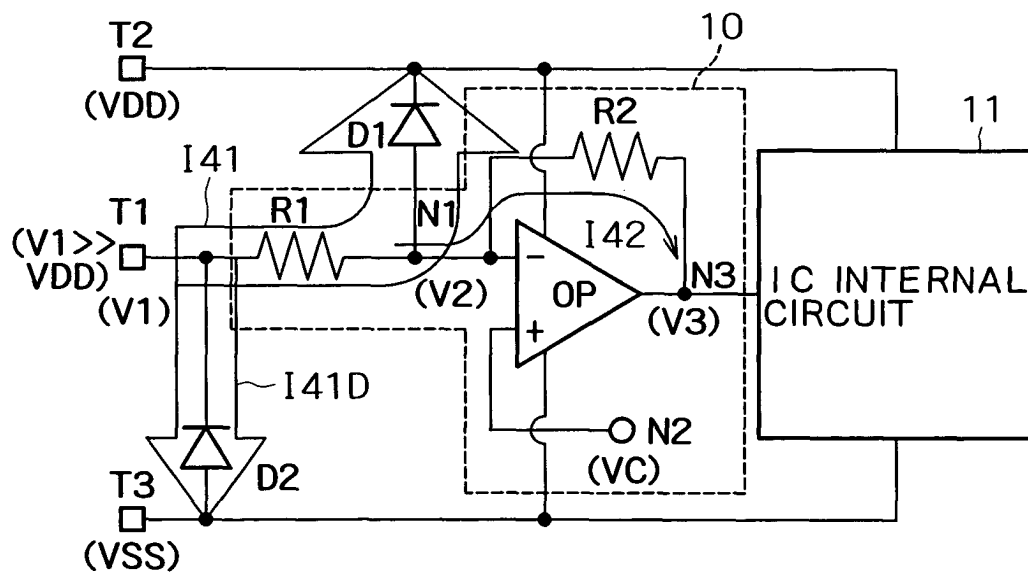 T2
(VDD)
10
R2
11
D1
I41
T1
R1
N1
(V1>>
VDD)
(V1)
(V2)
−
OP
+
I42
N3
(V3)
IC INTERNAL
CIRCUIT
I41D
N2
(VC)
T3
D2
(VSS)